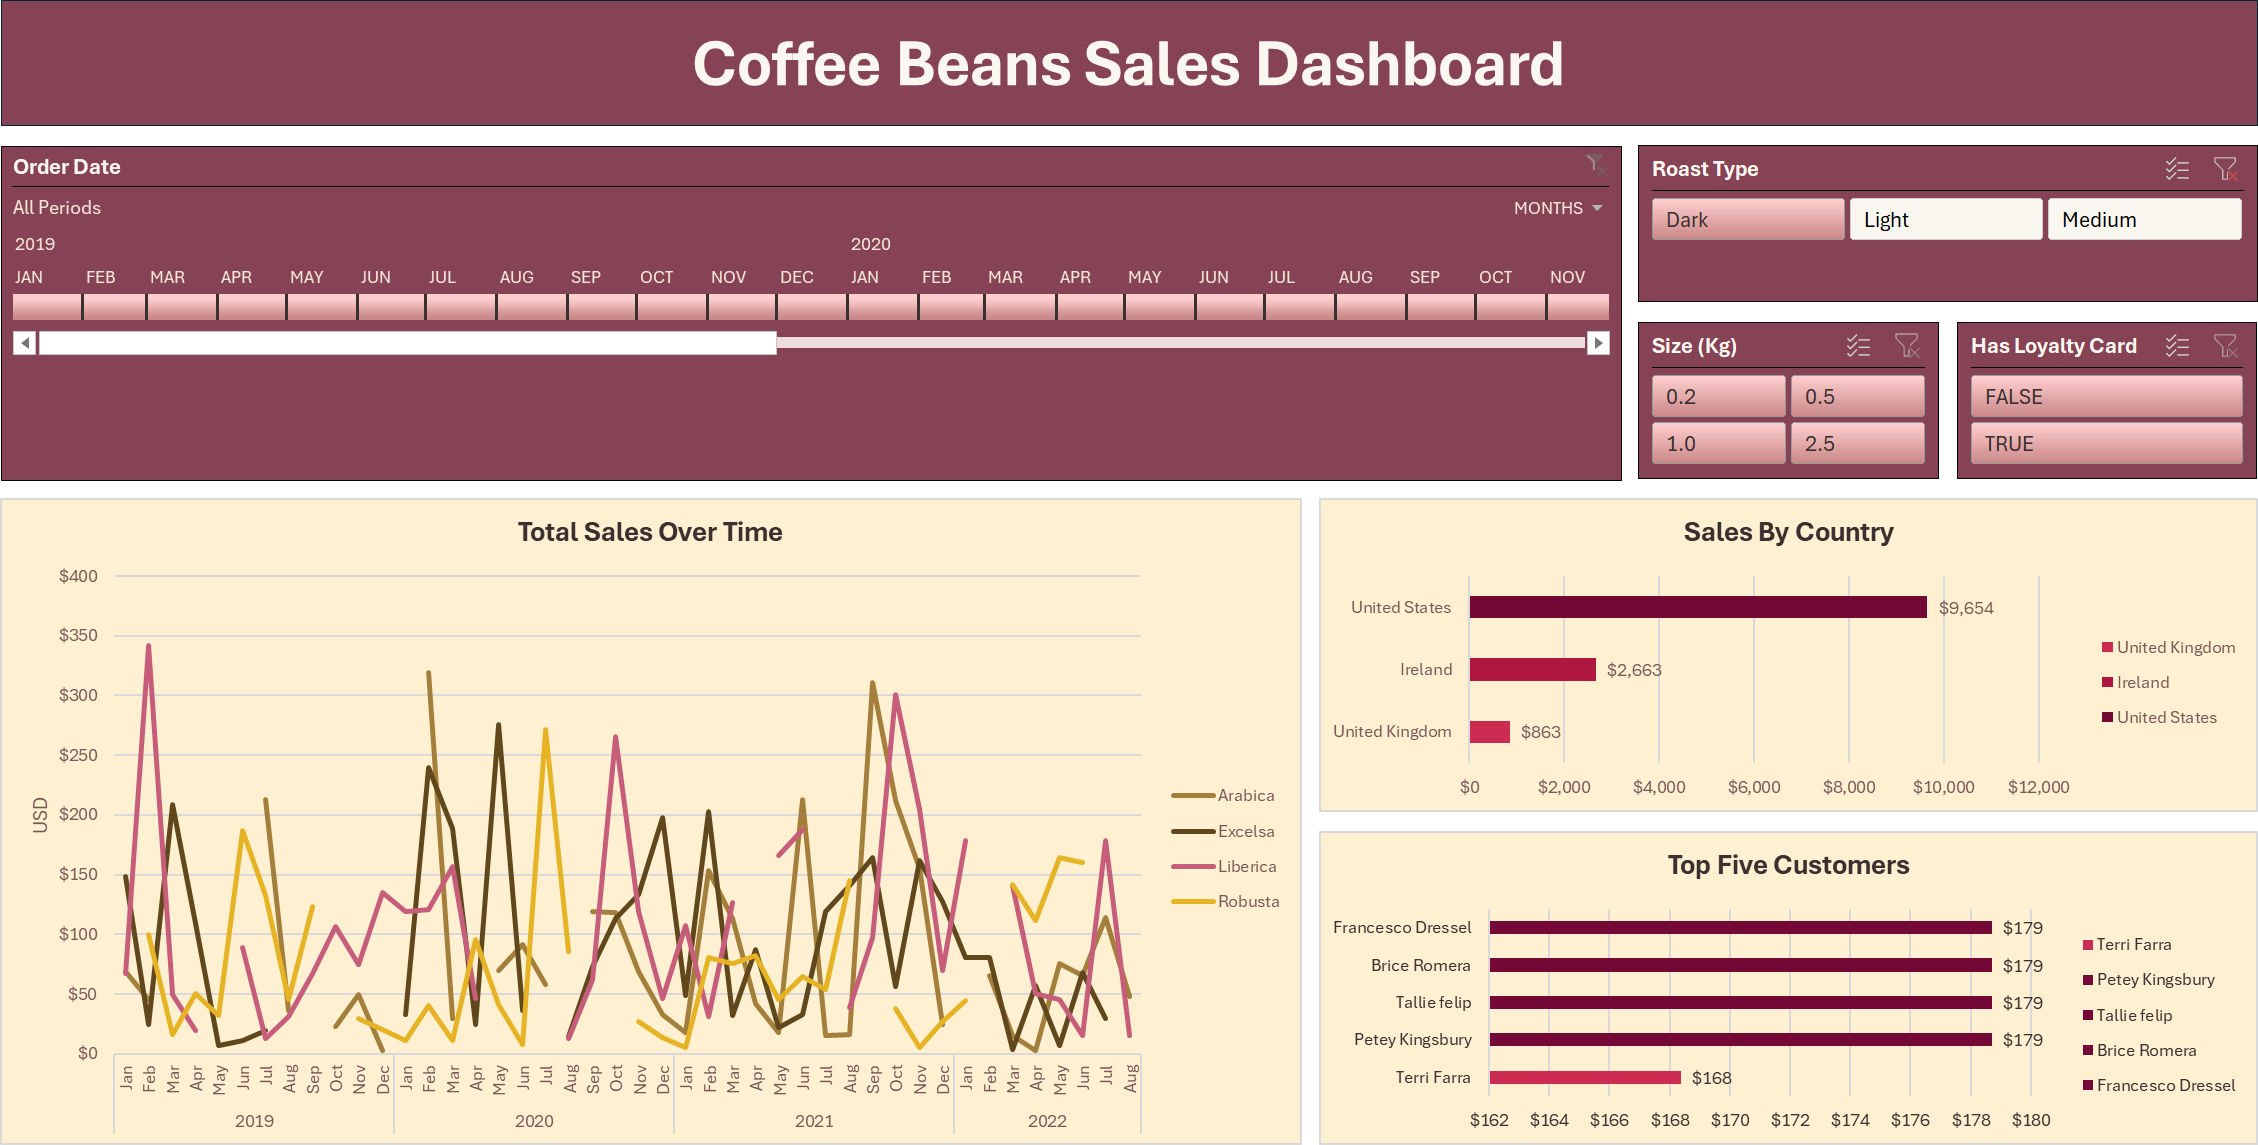 Coffee Beans Sales Dashboard
Order Date
All Periods
MONTHS
2019 2020
JAN FEB MAR APR MAY JUN JUL AUG SEP OCT NOV DEC JAN FEB MAR APR MAY JUN JUL AUG SEP OCT NOV
Roast Type
Dark Light Medium
Size (Kg)
0.2 0.5
1.0 2.5
Has Loyalty Card
FALSE
TRUE
Total Sales Over Time
USD
$400
$350
$300
$250
$200
$150
$100
$50
$0
Jan Feb Mar Apr May Jun Jul Aug Sep Oct Nov Dec Jan Feb Mar Apr May Jun Jul Aug Sep Oct Nov Dec Jan Feb Mar Apr May Jun Jul Aug Sep Oct Nov Dec Jan Feb Mar Apr May Jun Jul Aug
2019 2020 2021 2022
Arabica
Excelsa
Liberica
Robusta
Sales By Country
United States $9,654
Ireland $2,663
United Kingdom $863
$0 $2,000 $4,000 $6,000 $8,000 $10,000 $12,000
United Kingdom
Ireland
United States
Top Five Customers
Francesco Dressel $179
Brice Romera $179
Tallie felip $179
Petey Kingsbury $179
Terri Farra $168
$162 $164 $166 $168 $170 $172 $174 $176 $178 $180
Terri Farra
Petey Kingsbury
Tallie felip
Brice Romera
Francesco Dressel